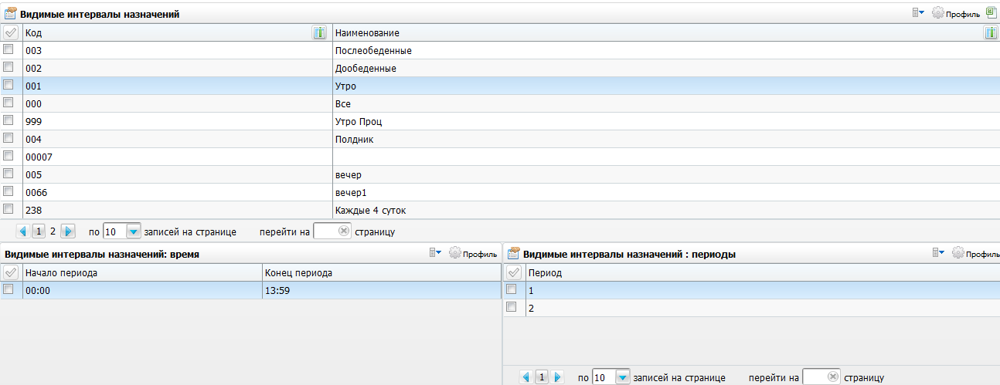 Видимые интервалы назначений Профиль
Код Наименование
003 Послеобеденные
002 Дообеденные
001 Утро
000 Все
999 Утро Проц
004 Полдник
00007
005 вечер
0066 вечер1
238 Каждые 4 суток
1 2 по 10 записей на странице перейти на страницу
Видимые интервалы назначений: время Профиль
Начало периода Конец периода
00:00 13:59
Видимые интервалы назначений : периоды Профиль
Период
1
2
1 по 10 записей на странице перейти на страницу